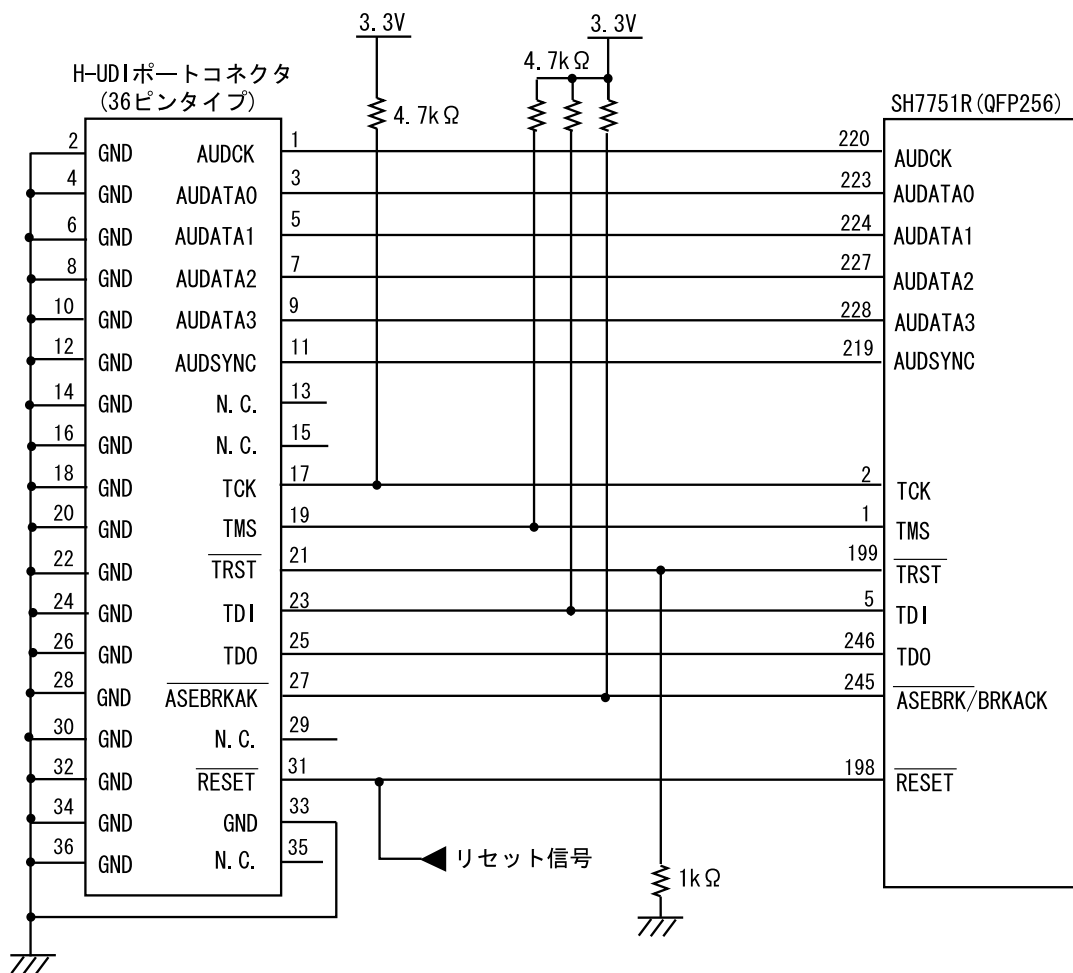 3.3V
3.3V
4.7kΩ
H-UDIポートコネクタ
(36ピンタイプ)
4.7kΩ
SH7751R(QFP256)
2 GND AUDCK 1 220 AUDCK
4 GND AUDATA0 3 223 AUDATA0
6 GND AUDATA1 5 224 AUDATA1
8 GND AUDATA2 7 227 AUDATA2
10 GND AUDATA3 9 228 AUDATA3
12 GND AUDSYNC 11 219 AUDSYNC
14 GND N.C. 13
16 GND N.C. 15
18 GND TCK 17 2 TCK
20 GND TMS 19 1 TMS
22 GND TRST 21 199 TRST
24 GND TDI 23 5 TDI
26 GND TDO 25 246 TDO
28 GND ASEBRKAK 27 245 ASEBRK/BRKACK
30 GND N.C. 29
32 GND RESET 31 198 RESET
34 GND GND 33
36 GND N.C. 35
リセット信号
1kΩ